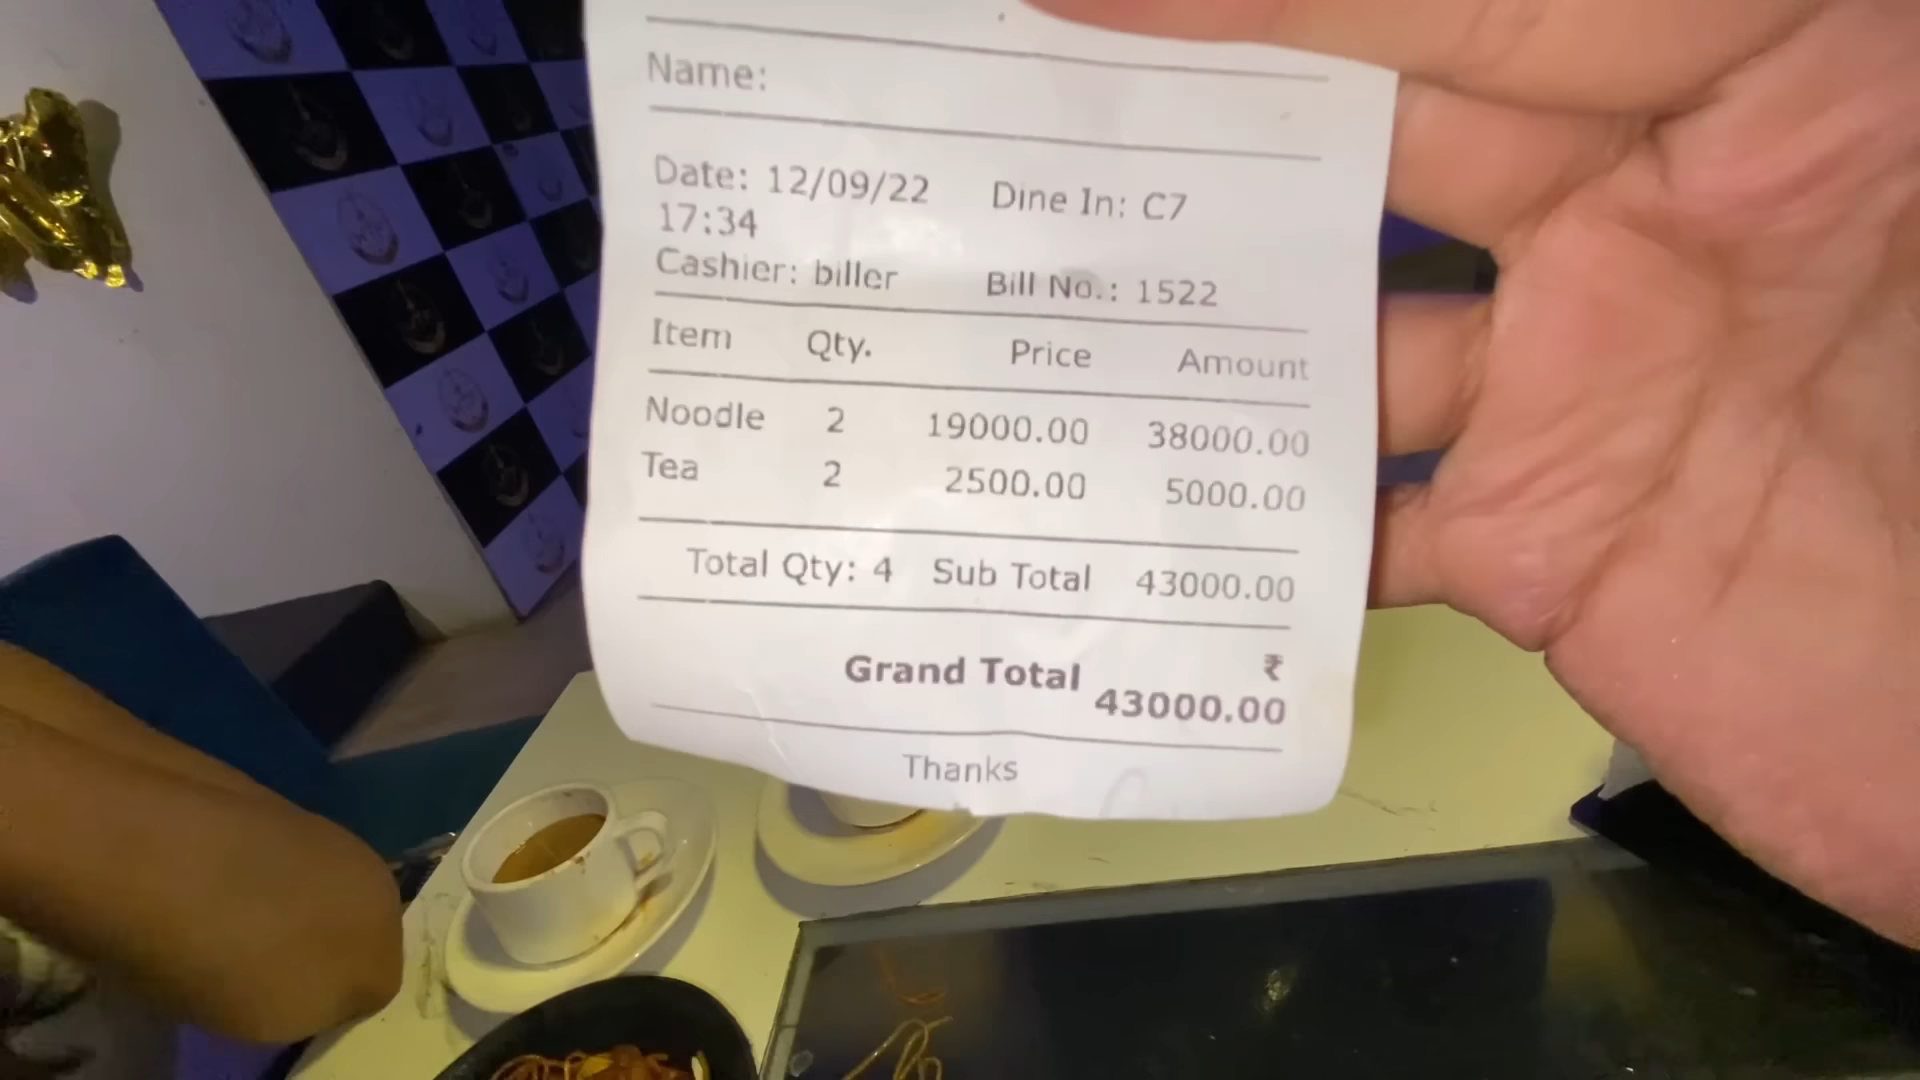 Name:
Date: 12/09/22 Dine In: C7
17:34
Cashier: biller Bill No.: 1522
Item Qty. Price Amount
Noodle 2 19000.00 38000.00
Tea 2 2500.00 5000.00
Total Qty: 4 Sub Total 43000.00
Grand Total ₹ 43000.00
Thanks